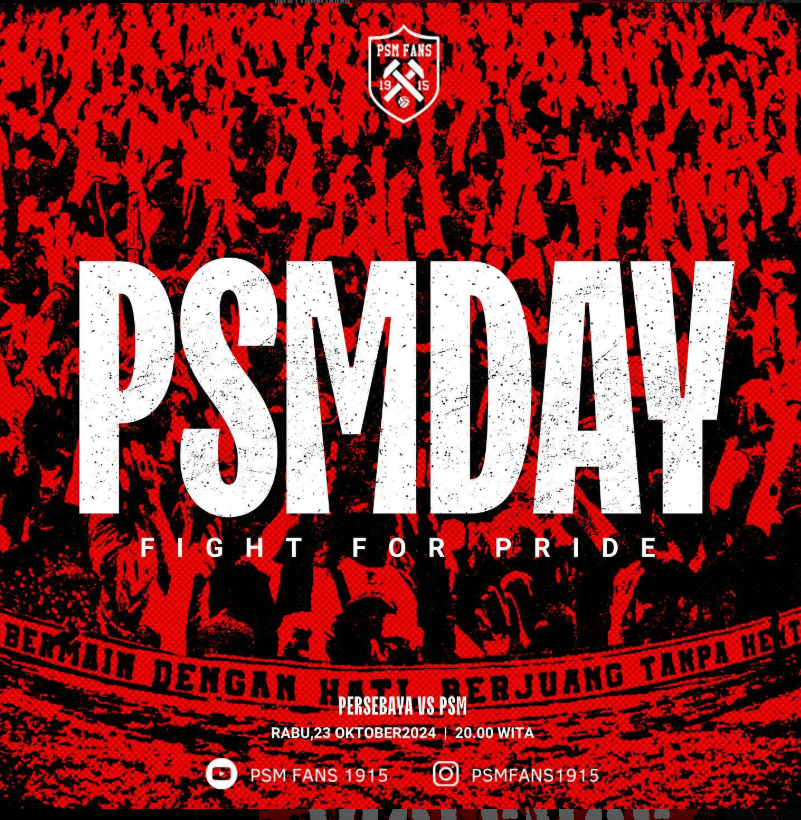 PSM FANS
19 15
PSMDAY
FIGHT FOR PRIDE
BERMAIN DENGAN HATI BERJUANG TANPA HENT
PERSEBAYA VS PSM
RABU,23 OKTOBER2024 | 20.00 WITA
PSM FANS 1915
PSMFANS1915